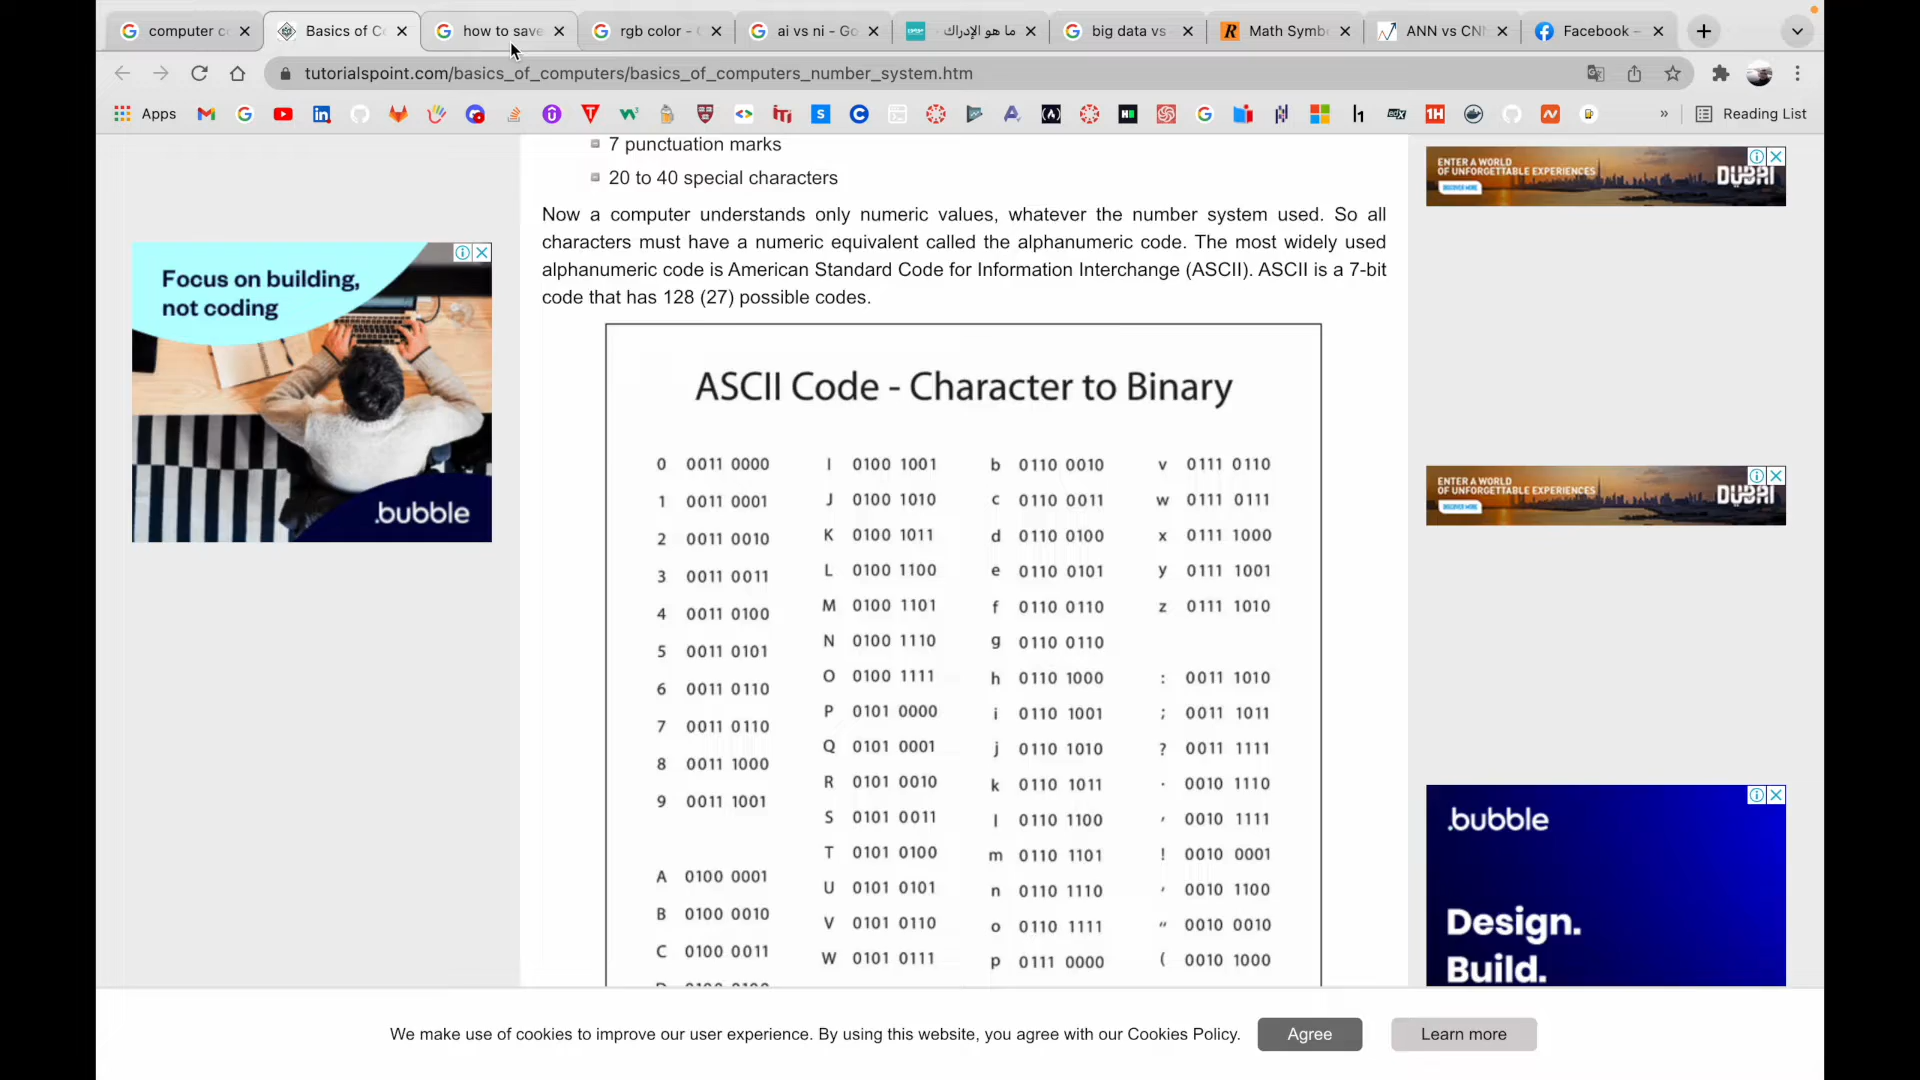 computer c
Basics of C
how to save
rgb color -
ai vs ni - Go
ما هو الإدراك
big data vs
Math Symb
ANN vs CN
Facebook –
tutorialspoint.com/basics_of_computers/basics_of_computers_number_system.htm
Apps
Reading List
7 punctuation marks
20 to 40 special characters
Now a computer understands only numeric values, whatever the number system used. So all
characters must have a numeric equivalent called the alphanumeric code. The most widely used
alphanumeric code is American Standard Code for Information Interchange (ASCII). ASCII is a 7-bit
code that has 128 (27) possible codes.
ASCII Code - Character to Binary
0 0011 0000 I 0100 1001 b 0110 0010 v 0111 0110
1 0011 0001 J 0100 1010 c 0110 0011 w 0111 0111
2 0011 0010 K 0100 1011 d 0110 0100 x 0111 1000
3 0011 0011 L 0100 1100 e 0110 0101 y 0111 1001
4 0011 0100 M 0100 1101 f 0110 0110 z 0111 1010
5 0011 0101 N 0100 1110 g 0110 0110
6 0011 0110 O 0100 1111 h 0110 1000 : 0011 1010
7 0011 0110 P 0101 0000 i 0110 1001 ; 0011 1011
8 0011 1000 Q 0101 0001 j 0110 1010 ? 0011 1111
9 0011 1001 R 0101 0010 k 0110 1011 . 0010 1110
S 0101 0011 l 0110 1100 ′ 0010 1111
A 0100 0001 T 0101 0100 m 0110 1101 ! 0010 0001
B 0100 0010 U 0101 0101 n 0110 1110 ′ 0010 1100
C 0100 0011 V 0101 0110 o 0110 1111 “ 0010 0010
W 0101 0111 p 0111 0000 ( 0010 1000
Focus on building,
not coding
.bubble
ENTER A WORLD
OF UNFORGETTABLE EXPERIENCES
DISCOVER MORE
DUBAI
ENTER A WORLD
OF UNFORGETTABLE EXPERIENCES
DISCOVER MORE
DUBAI
.bubble
Design.
Build.
We make use of cookies to improve our user experience. By using this website, you agree with our Cookies Policy.
Agree
Learn more